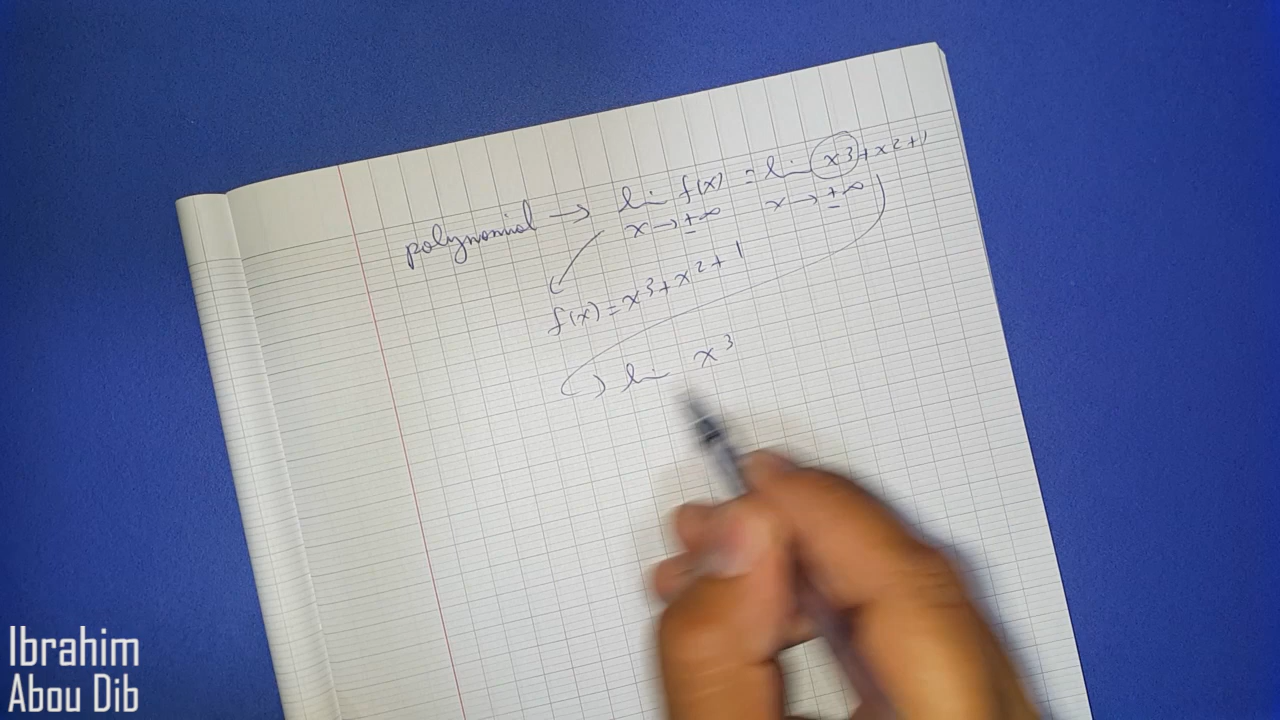 polynomial → lim f(x) = lim x³+x²+1
x→±∞ x→±∞
f(x)=x³+x²+1
lim x³
Ibrahim
Abou Dib